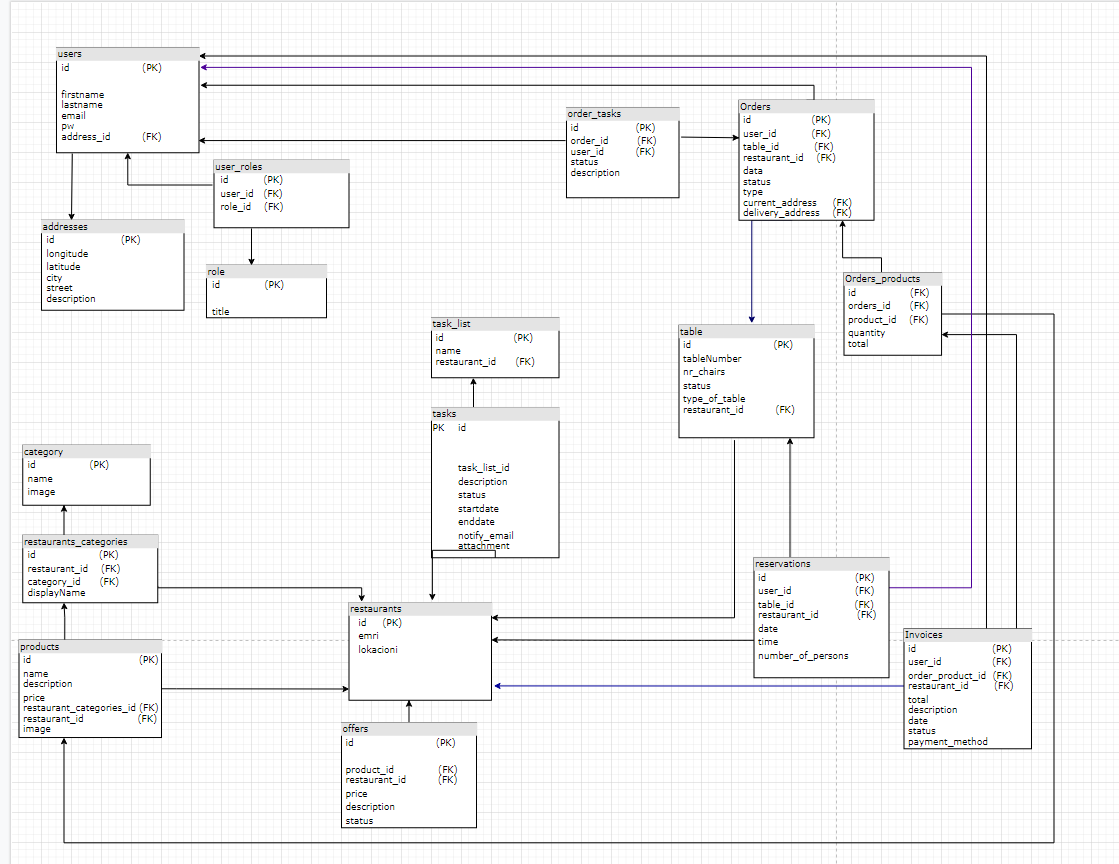 users
id (PK)
firstname
lastname
email
pw
address_id (FK)
order_tasks
id (PK)
order_id (FK)
user_id (FK)
status
description
Orders
id (PK)
user_id (FK)
table_id (FK)
restaurant_id (FK)
data
status
type
current_address (FK)
delivery_address (FK)
user_roles
id (PK)
user_id (FK)
role_id (FK)
addresses
id (PK)
longitude
latitude
city
street
description
role
id (PK)
title
Orders_products
id (FK)
orders_id (FK)
product_id (FK)
quantity
total
task_list
id (PK)
name
restaurant_id (FK)
table
id (PK)
tableNumber
nr_chairs
status
type_of_table
restaurant_id (FK)
tasks
PK id
task_list_id
description
status
startdate
enddate
notify_email
attachment
category
id (PK)
name
image
restaurants_categories
id (PK)
restaurant_id (FK)
category_id (FK)
displayName
reservations
id (PK)
user_id (FK)
table_id (FK)
restaurant_id (FK)
date
time
number_of_persons
restaurants
id (PK)
emri
lokacioni
Invoices
id (PK)
user_id (FK)
order_product_id (FK)
restaurant_id (FK)
total
description
date
status
payment_method
products
id (PK)
name
description
price
restaurant_categories_id (FK)
restaurant_id (FK)
image
offers
id (PK)
product_id (FK)
restaurant_id (FK)
price
description
status